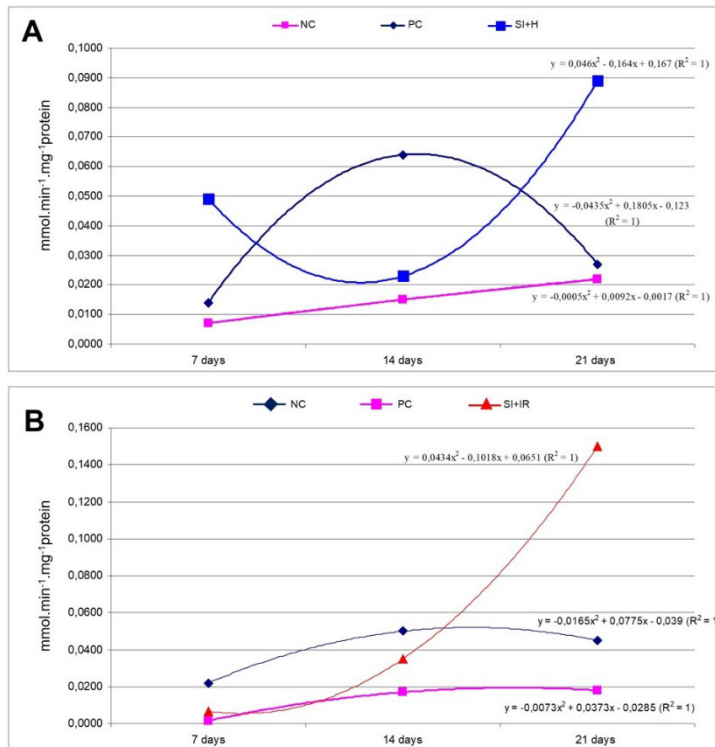 A
NC PC SI+H
mmol.min⁻¹.mg⁻¹protein
0,1000
0,0900
0,0800
0,0700
0,0600
0,0500
0,0400
0,0300
0,0200
0,0100
0,0000
y = 0,046x² - 0,164x + 0,167 (R² = 1)
y = -0,0435x² + 0,1805x - 0,123
(R² = 1)
y = -0,0005x² + 0,0092x - 0,0017 (R² = 1)
7 days 14 days 21 days
B
NC PC SI+IR
mmol.min⁻¹.mg⁻¹protein
0,1600
0,1400
0,1200
0,1000
0,0800
0,0600
0,0400
0,0200
0,0000
y = 0,0434x² - 0,1018x + 0,0651 (R² = 1)
y = -0,0165x² + 0,0775x - 0,039 (R² = 1
y = -0,0073x² + 0,0373x - 0,0285 (R² = 1)
7 days 14 days 21 days